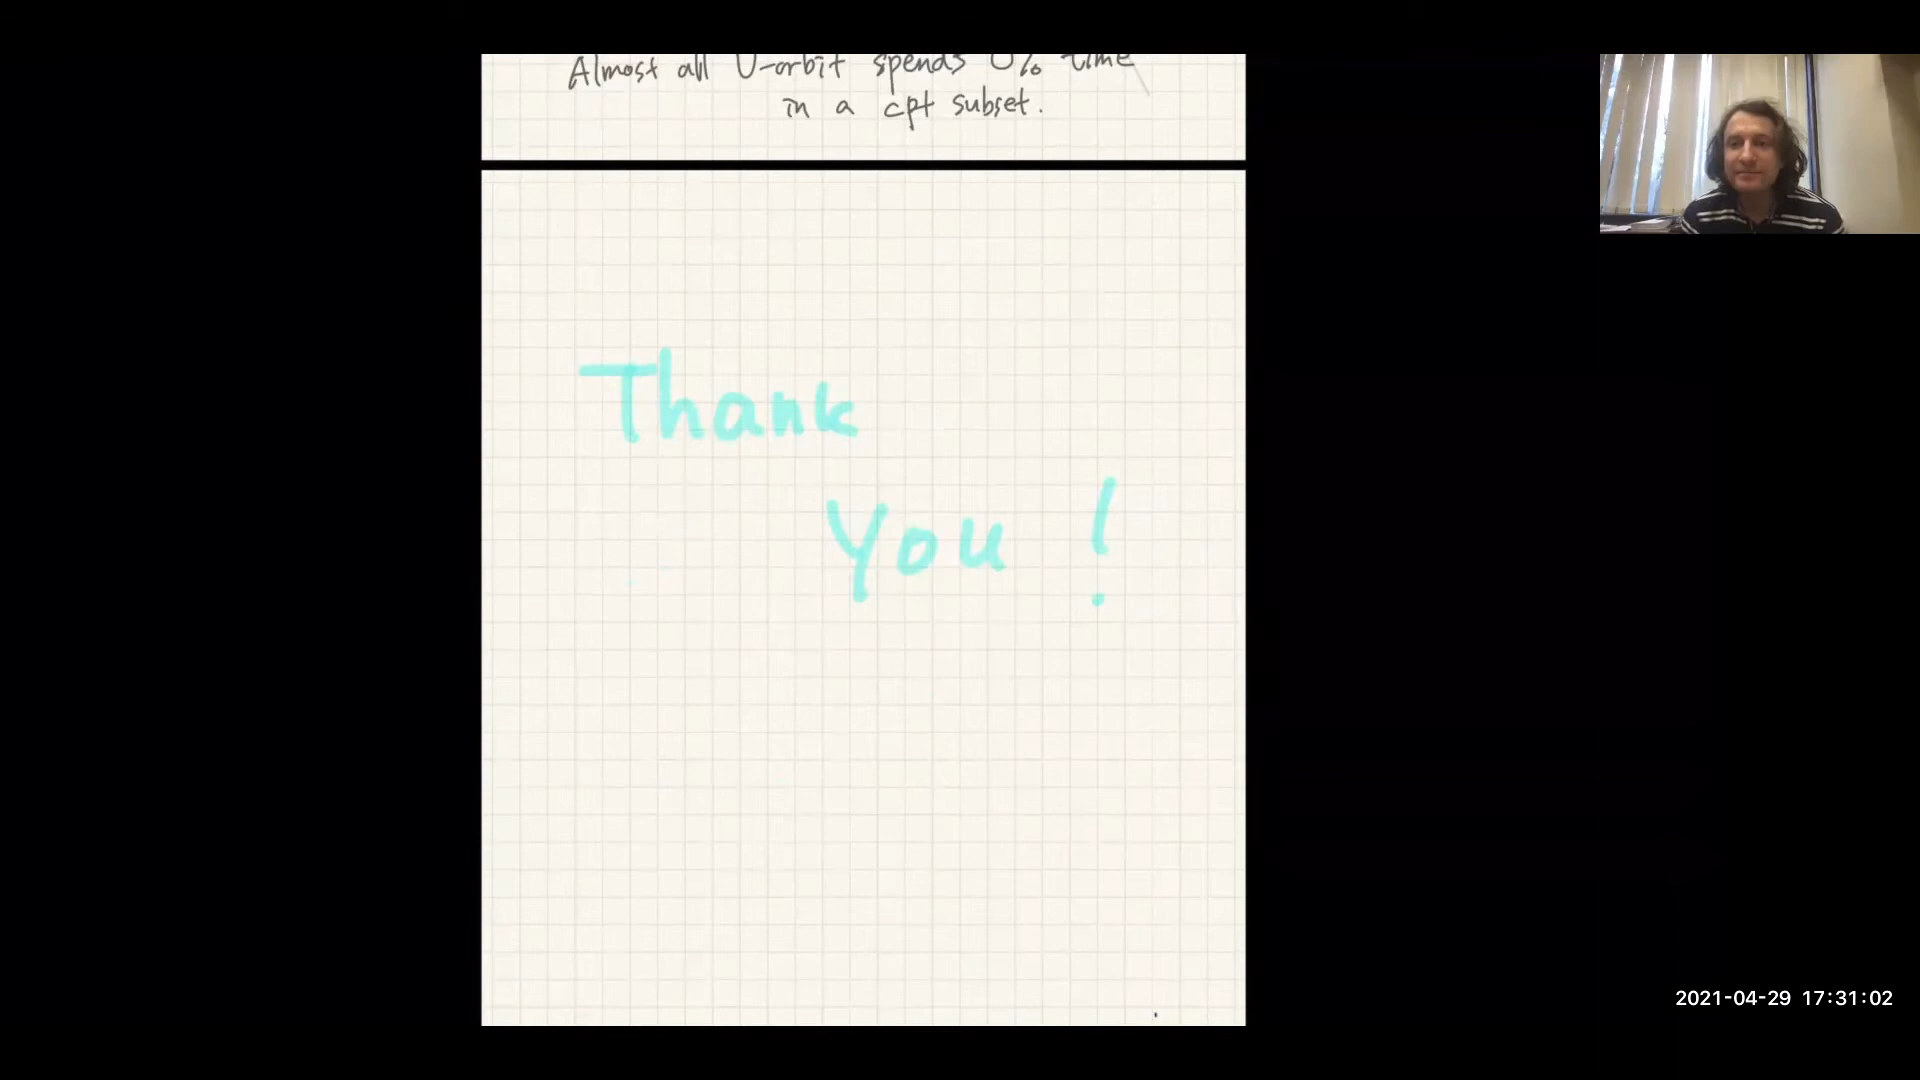 Almost all U-orbit spends 0% time
in a cpt subset.
Thank
You !
2021-04-29 17:31:02